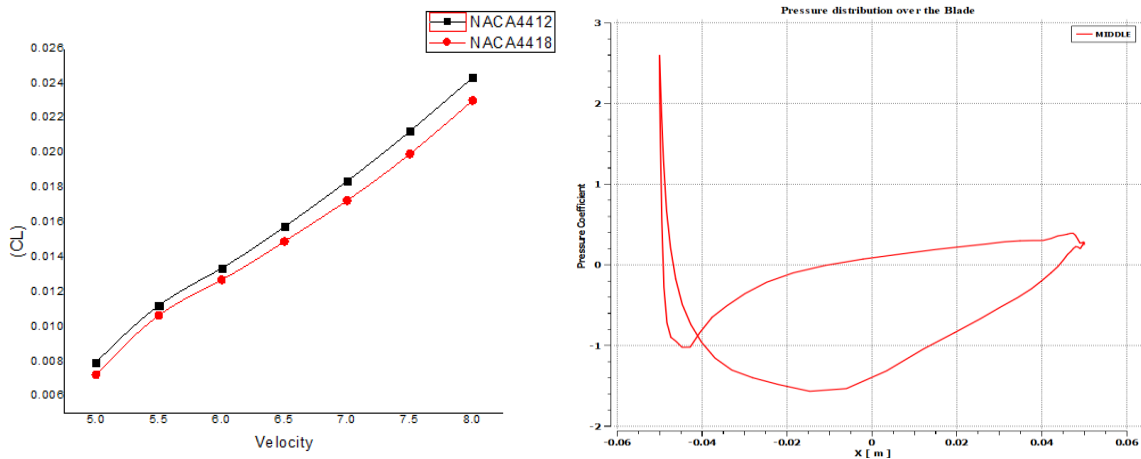 NACA4412
NACA4418
0.026
0.024
0.022
0.020
0.018
0.016
0.014
0.012
0.010
0.008
0.006
(CL)
5.0 5.5 6.0 6.5 7.0 7.5 8.0
Velocity
Pressure distribution over the Blade
MIDDLE
3
2
1
0
-1
-2
Pressure Coefficient
-0.06 -0.04 -0.02 0 0.02 0.04 0.06
X [ m ]